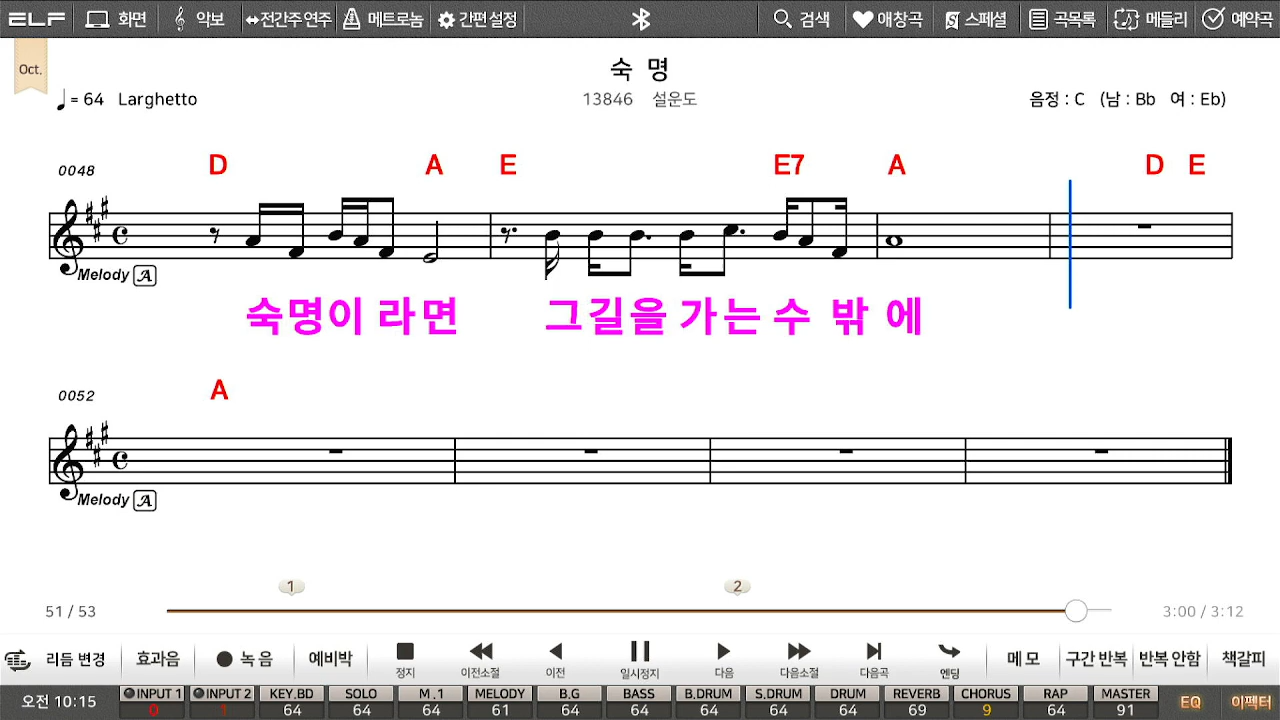 ELF 화면 악보 전간주 연주 메트로놈 간편 설정 검색 애창곡 스페셜 곡목록 메들리 예약곡
Oct.
숙 명
= 64 Larghetto 13846 설운도 음정 : C (남 : Bb 여 : Eb)
0048 D A E E7 A D E
Melody A
숙명이 라면 그길을 가는 수 밖 에
0052 A
Melody A
1 2
51 / 53 3:00 / 3:12
리듬 변경 효과음 녹 음 예비박 정지 이전소절 이전 일시정지 다음 다음소절 다음곡 엔딩 메 모 구간 반복 반복 안함 책갈피
오전 10:15 INPUT 1 INPUT 2 KEY.BD SOLO M .1 MELODY B.G BASS B,DRUM S,DRUM DRUM REVERB CHORUS RAP MASTER EQ 이펙터
0 1 64 64 64 61 64 64 64 64 64 69 9 64 91